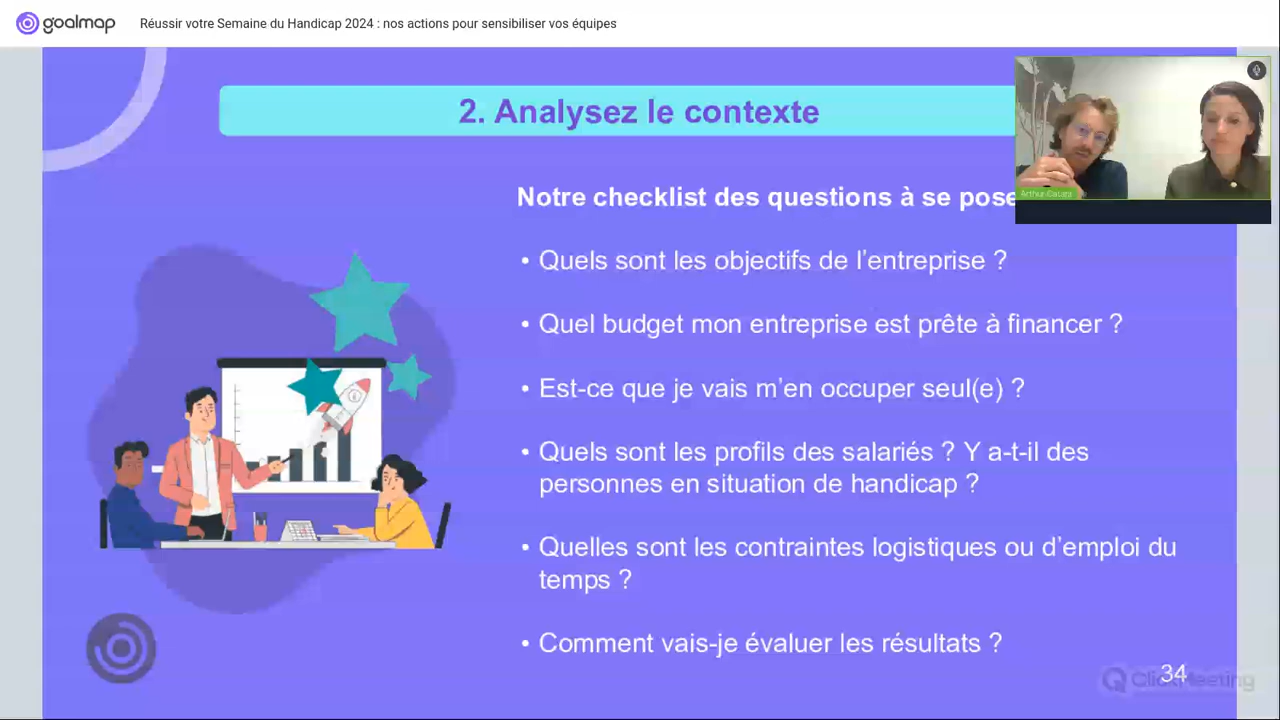 goalmap
Réussir votre Semaine du Handicap 2024 : nos actions pour sensibiliser vos équipes
2. Analysez le contexte
Notre checklist des questions à se pose
• Quels sont les objectifs de l'entreprise ?
• Quel budget mon entreprise est prête à financer ?
• Est-ce que je vais m'en occuper seul(e) ?
• Quels sont les profils des salariés ? Y a-t-il des
personnes en situation de handicap ?
• Quelles sont les contraintes logistiques ou d'emploi du
temps ?
• Comment vais-je évaluer les résultats ?
34
ClickMeeting
Arthur